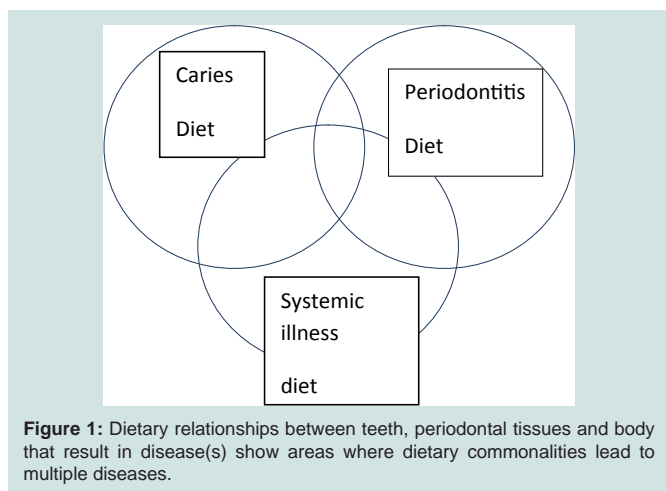 Caries
Diet
Periodontitis
Diet
Systemic
illness
diet
Figure 1: Dietary relationships between teeth, periodontal tissues and body
that result in disease(s) show areas where dietary commonalities lead to
multiple diseases.